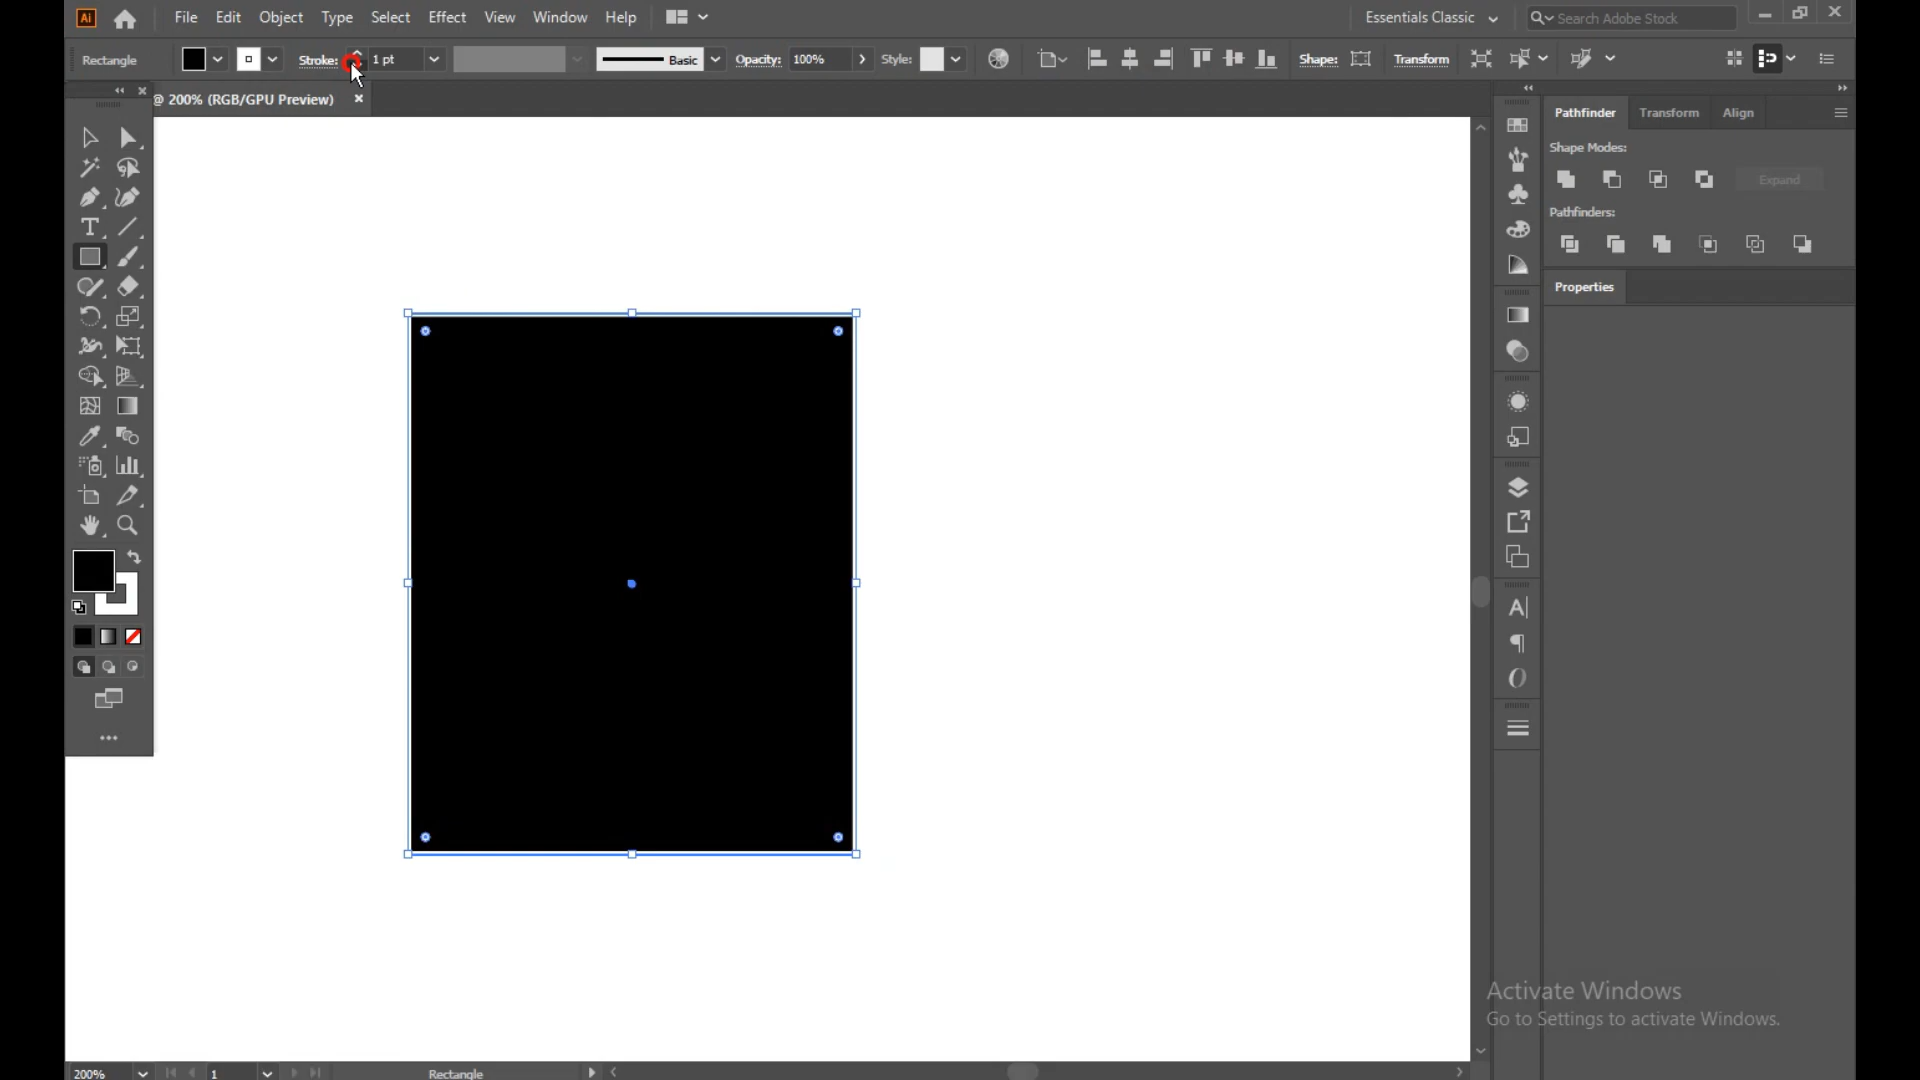 Ai File Edit Object Type Select Effect View Window Help Essentials Classic Search Adobe Stock
Rectangle Stroke: 1 pt Basic Opacity: 100% Style: Shape: Transform
@ 200% (RGB/GPU Preview)
Pathfinder Transform Align
Shape Modes:
Expand
Pathfinders:
Properties
Activate Windows
Go to Settings to activate Windows.
200% 1 Rectangle